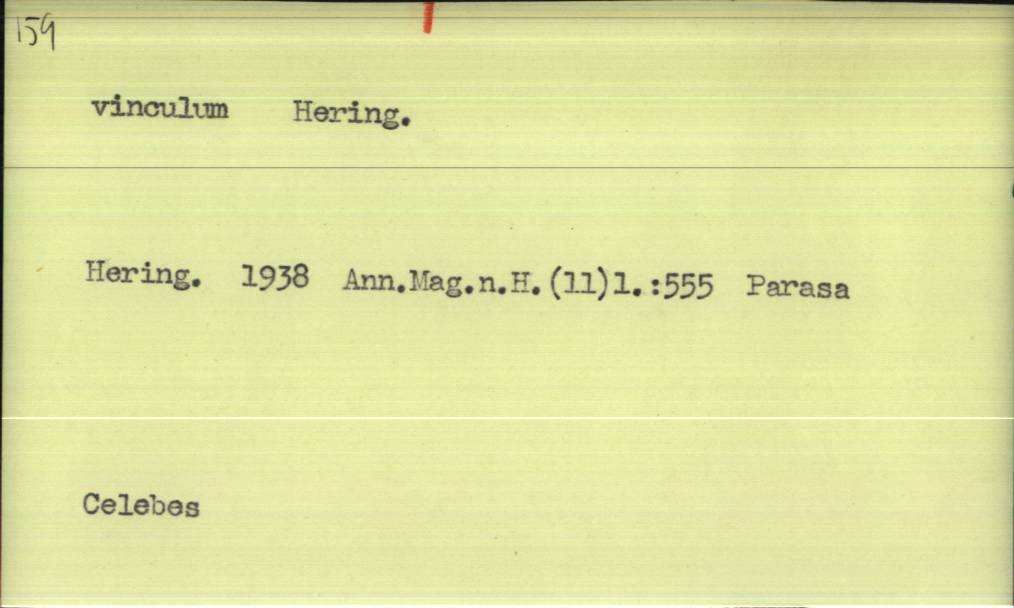 159
vinculum Hering.
Hering. 1938 Ann.Mag.n.H.(11)1.:555 Parasa
Celebes